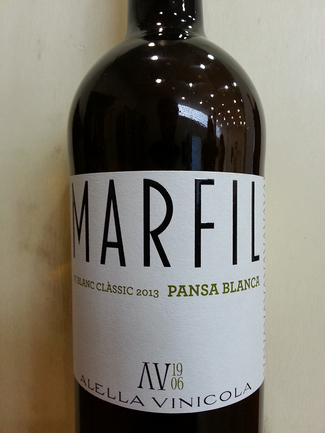 MARFIL
BLANC CLÀSSIC 2013 PANSA BLANCA
AV 19
06
ALELLA VINICOLA